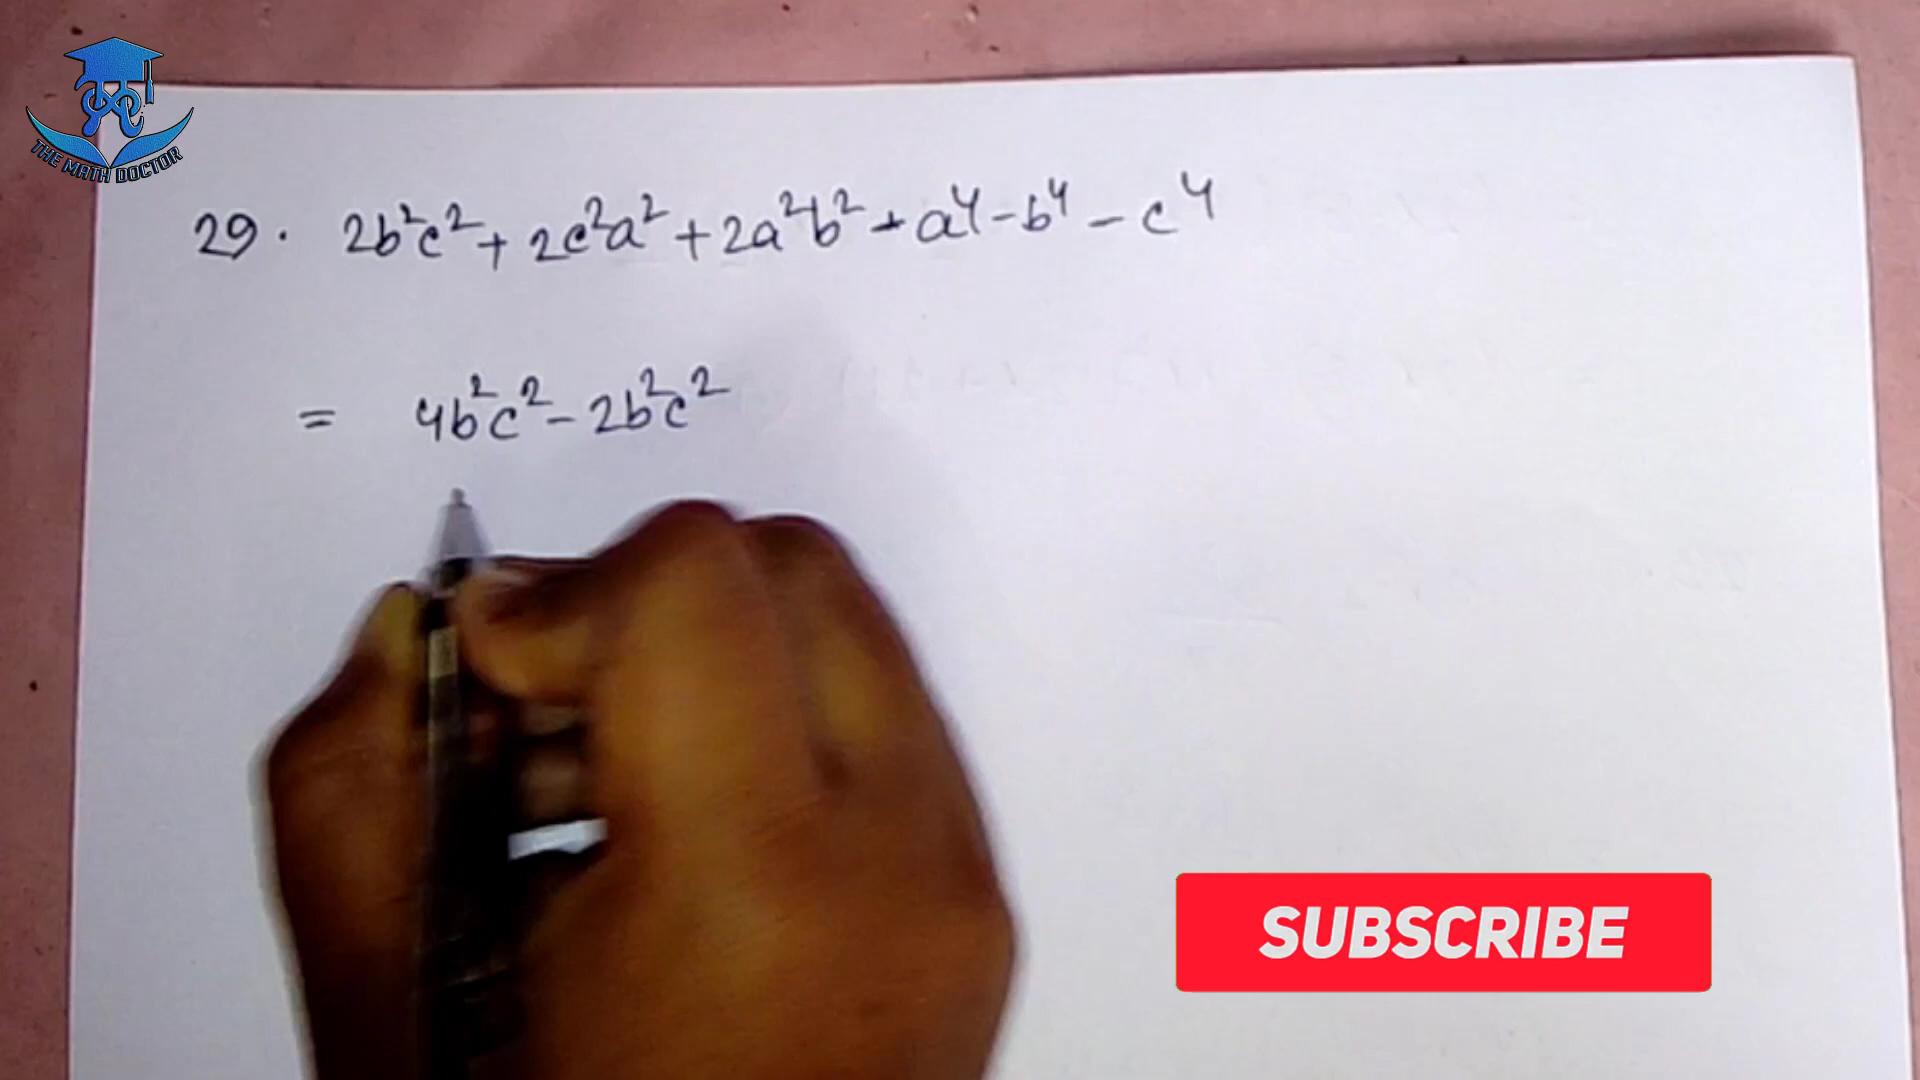 THE MATH DOCTOR
29. 2b²c² + 2c²a² + 2a²b² - a⁴ - b⁴ - c⁴
= 4b²c² - 2b²c²
SUBSCRIBE